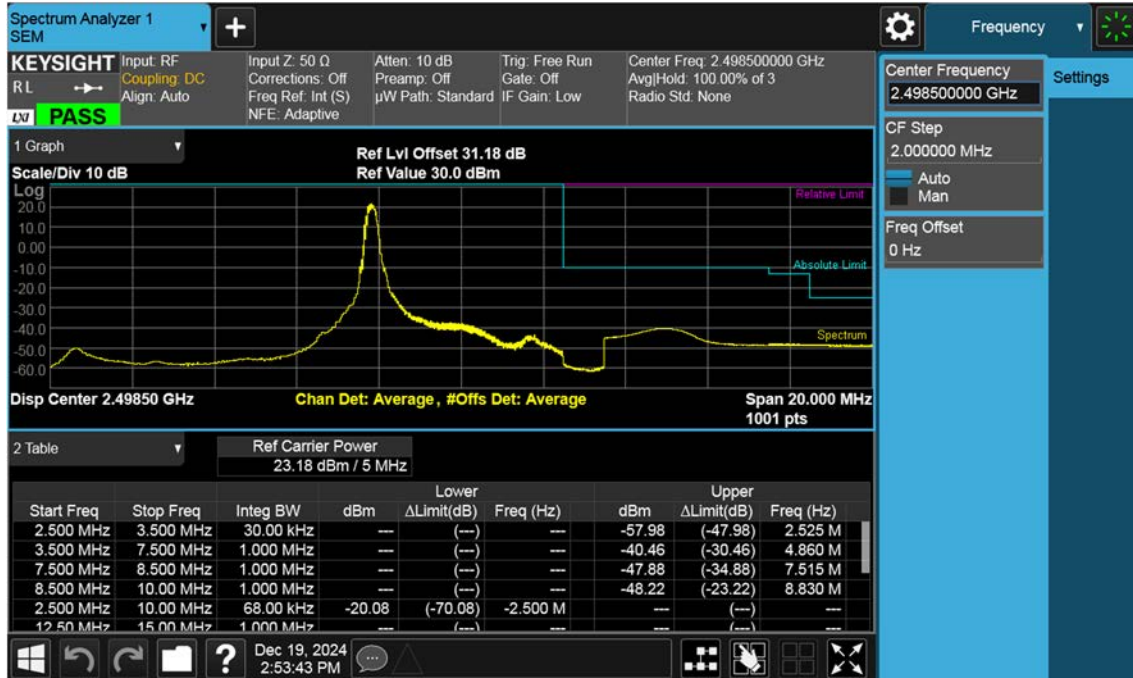 Spectrum Analyzer 1
SEM
Frequency
KEYSIGHT
R L
LXI PASS
Input: RF
Coupling: DC
Align: Auto
Input Z: 50 Ω
Corrections: Off
Freq Ref: Int (S)
NFE: Adaptive
Atten: 10 dB
Preamp: Off
µW Path: Standard
Trig: Free Run
Gate: Off
IF Gain: Low
Center Freq: 2.498500000 GHz
Avg|Hold: 100.00% of 3
Radio Std: None
Center Frequency
2.498500000 GHz
Settings
CF Step
2.000000 MHz
Auto
Man
Freq Offset
0 Hz
1 Graph
Scale/Div 10 dB
Ref Lvl Offset 31.18 dB
Ref Value 30.0 dBm
Log
20.0
10.0
0.00
-10.0
-20.0
-30.0
-40.0
-50.0
-60.0
Relative Limit
Absolute Limit
Spectrum
Disp Center 2.49850 GHz
Chan Det: Average, #Offs Det: Average
Span 20.000 MHz
1001 pts
2 Table
Ref Carrier Power
23.18 dBm / 5 MHz
Lower Upper
Start Freq Stop Freq Integ BW dBm ΔLimit(dB) Freq (Hz) dBm ΔLimit(dB) Freq (Hz)
2.500 MHz 3.500 MHz 30.00 kHz --- (---) --- -57.98 (-47.98) 2.525 M
3.500 MHz 7.500 MHz 1.000 MHz --- (---) --- -40.46 (-30.46) 4.860 M
7.500 MHz 8.500 MHz 1.000 MHz --- (---) --- -47.88 (-34.88) 7.515 M
8.500 MHz 10.00 MHz 1.000 MHz --- (---) --- -48.22 (-23.22) 8.830 M
2.500 MHz 10.00 MHz 68.00 kHz -20.08 (-70.08) -2.500 M --- (---) ---
12.50 MHz 15.00 MHz 1.000 MHz --- (---) --- --- (---) ---
Dec 19, 2024
2:53:43 PM